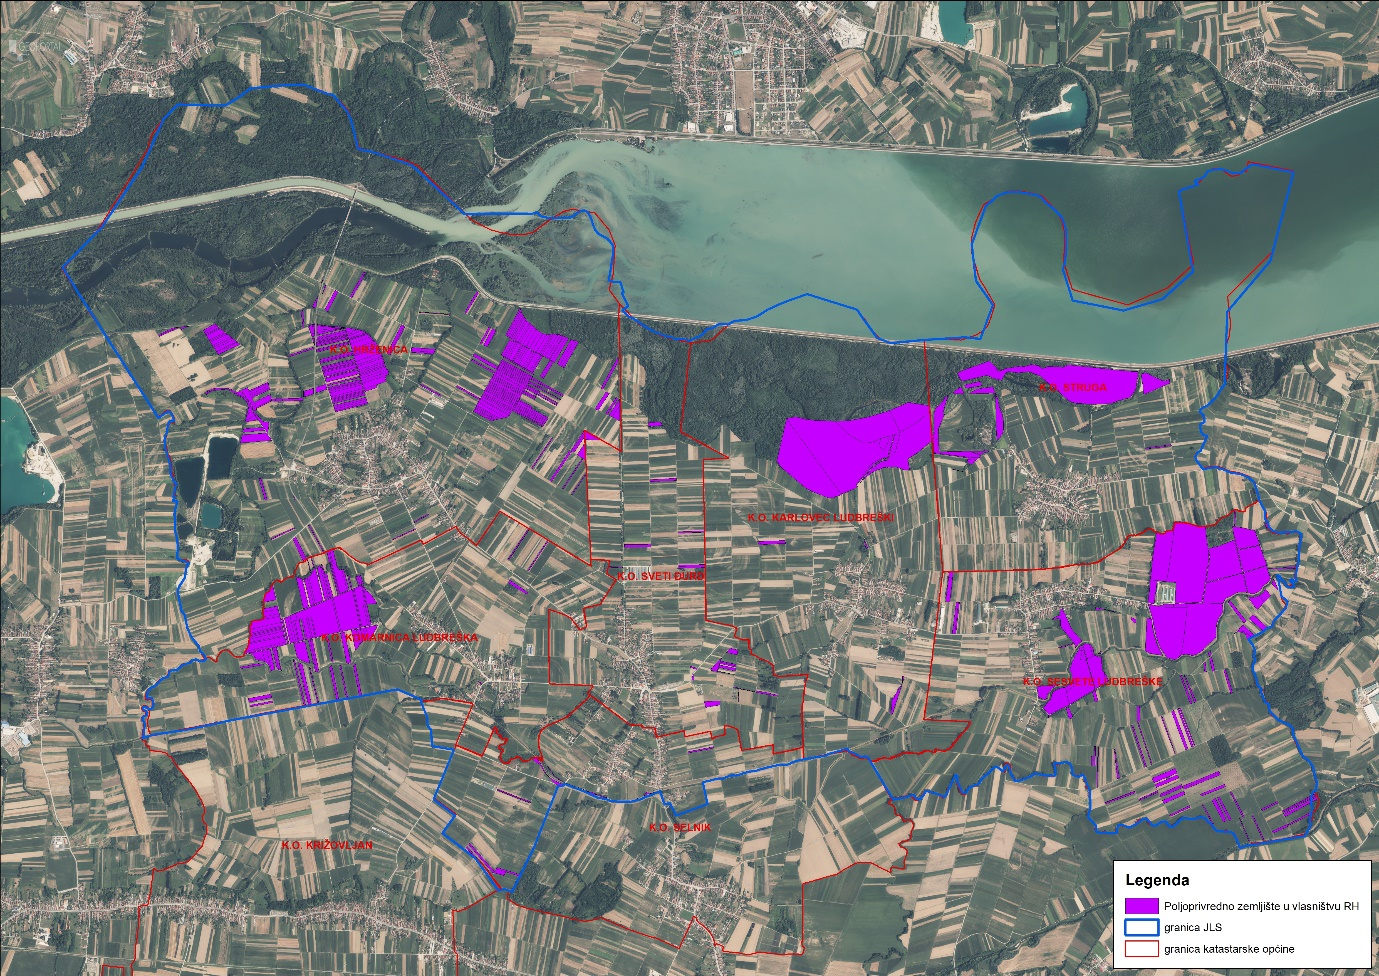 K.O. HRŽENICA
K.O. STRUGA
K.O. KARLOVEC LUDBREŠKI
K.O. SVETI ĐURĐ
K.O. KOMARNICA LUDBREŠKA
K.O. SESVETE LUDBREŠKE
K.O. SELNIK
K.O. KRIŽOVLJAN
Legenda
Poljoprivredno zemljište u vlasništvu RH
granica JLS
granica katastarske općine